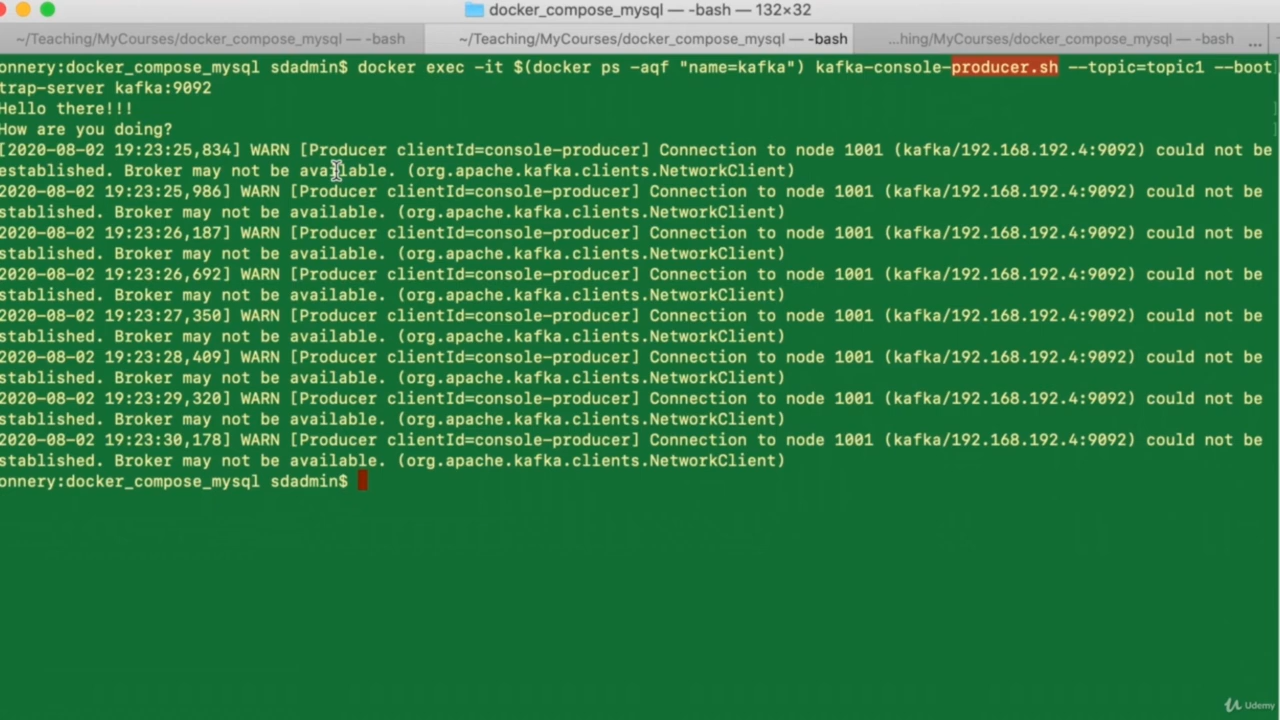 docker_compose_mysql — -bash — 132×32
~/Teaching/MyCourses/docker_compose_mysql — -bash ~/Teaching/MyCourses/docker_compose_mysql — -bash ...hing/MyCourses/docker_compose_mysql — -bash ...
onnery:docker_compose_mysql sdadmin$ docker exec -it $(docker ps -aqf "name=kafka") kafka-console-producer.sh --topic=topic1 --boot
trap-server kafka:9092
Hello there!!!
How are you doing?
[2020-08-02 19:23:25,834] WARN [Producer clientId=console-producer] Connection to node 1001 (kafka/192.168.192.4:9092) could not be
established. Broker may not be available. (org.apache.kafka.clients.NetworkClient)
2020-08-02 19:23:25,986] WARN [Producer clientId=console-producer] Connection to node 1001 (kafka/192.168.192.4:9092) could not be
stablished. Broker may not be available. (org.apache.kafka.clients.NetworkClient)
2020-08-02 19:23:26,187] WARN [Producer clientId=console-producer] Connection to node 1001 (kafka/192.168.192.4:9092) could not be
stablished. Broker may not be available. (org.apache.kafka.clients.NetworkClient)
2020-08-02 19:23:26,692] WARN [Producer clientId=console-producer] Connection to node 1001 (kafka/192.168.192.4:9092) could not be
stablished. Broker may not be available. (org.apache.kafka.clients.NetworkClient)
2020-08-02 19:23:27,350] WARN [Producer clientId=console-producer] Connection to node 1001 (kafka/192.168.192.4:9092) could not be
stablished. Broker may not be available. (org.apache.kafka.clients.NetworkClient)
2020-08-02 19:23:28,409] WARN [Producer clientId=console-producer] Connection to node 1001 (kafka/192.168.192.4:9092) could not be
stablished. Broker may not be available. (org.apache.kafka.clients.NetworkClient)
2020-08-02 19:23:29,320] WARN [Producer clientId=console-producer] Connection to node 1001 (kafka/192.168.192.4:9092) could not be
stablished. Broker may not be available. (org.apache.kafka.clients.NetworkClient)
2020-08-02 19:23:30,178] WARN [Producer clientId=console-producer] Connection to node 1001 (kafka/192.168.192.4:9092) could not be
stablished. Broker may not be available. (org.apache.kafka.clients.NetworkClient)
onnery:docker_compose_mysql sdadmin$
Udemy